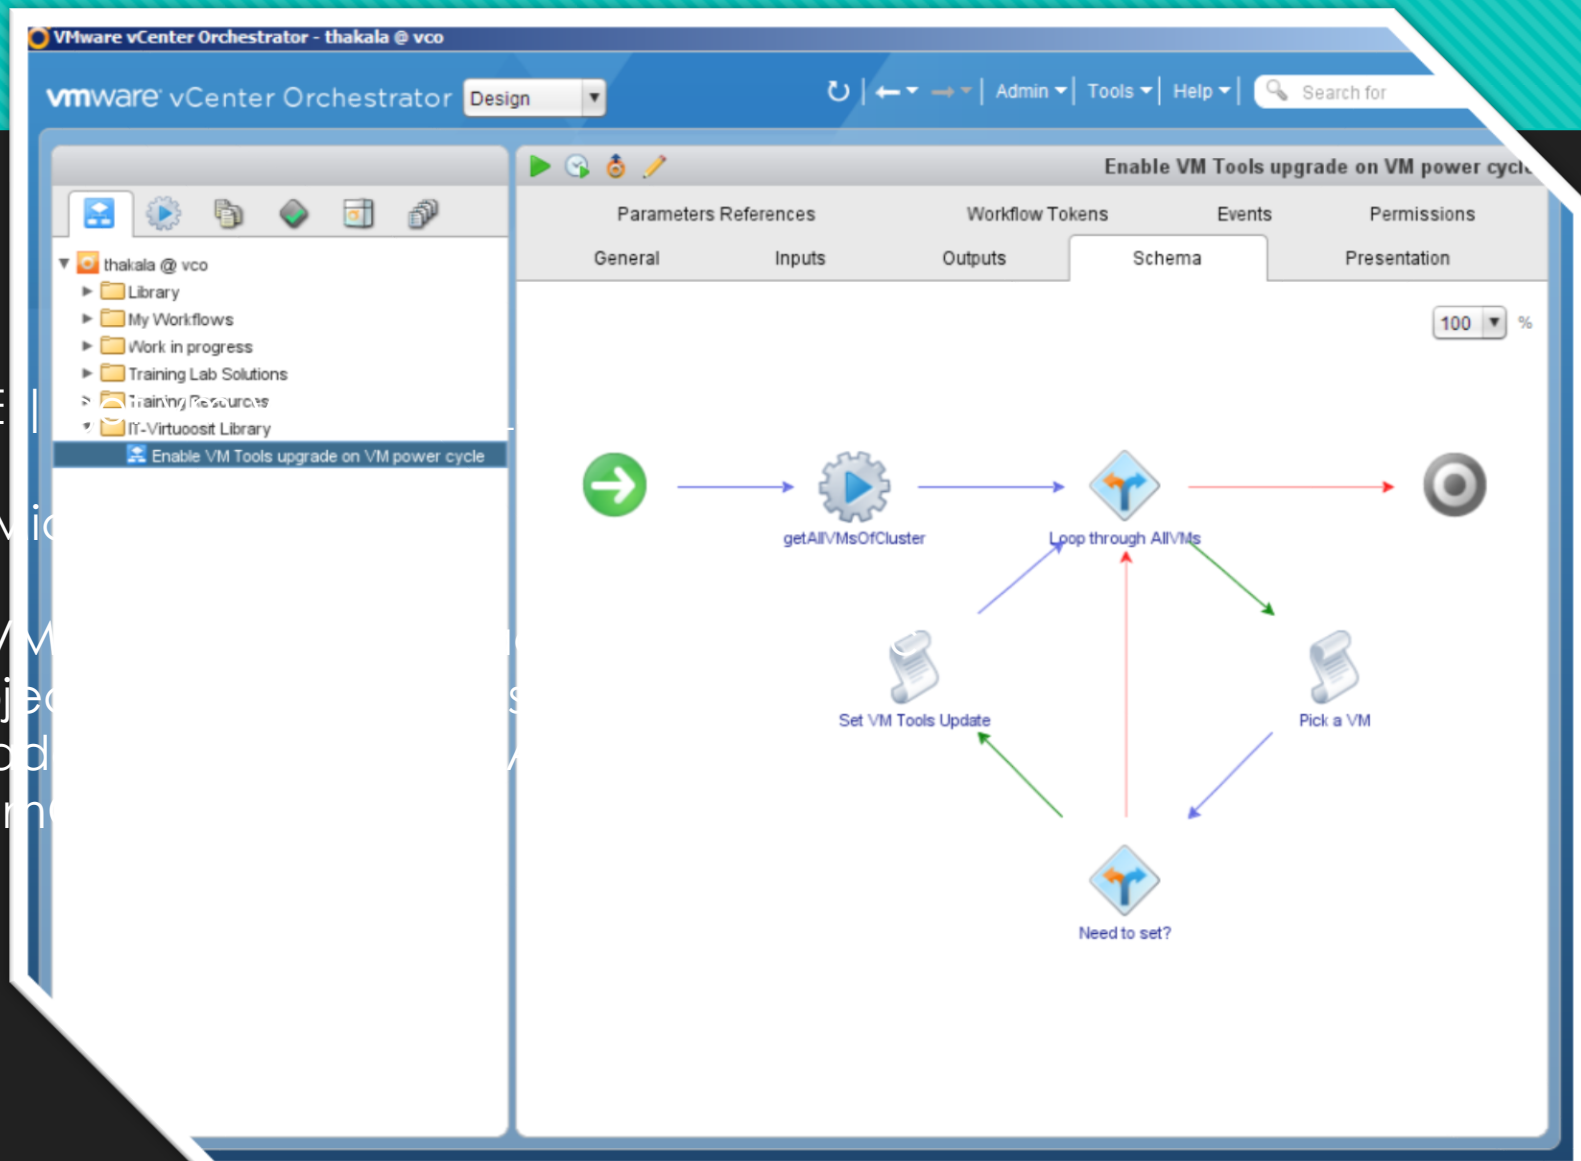 VMware vCenter Orchestrator - thakala @ vco
vmware vCenter Orchestrator Design
Admin Tools Help Search for
Enable VM Tools upgrade on VM power cycle
Parameters References Workflow Tokens Events Permissions
General Inputs Outputs Schema Presentation
100 %
thakala @ vco
Library
My Workflows
Work in progress
Training Lab Solutions
Training Resources
IT-Virtuoosit Library
Enable VM Tools upgrade on VM power cycle
getAllVMsOfCluster
Loop through AllVMs
Set VM Tools Update
Pick a VM
Need to set?